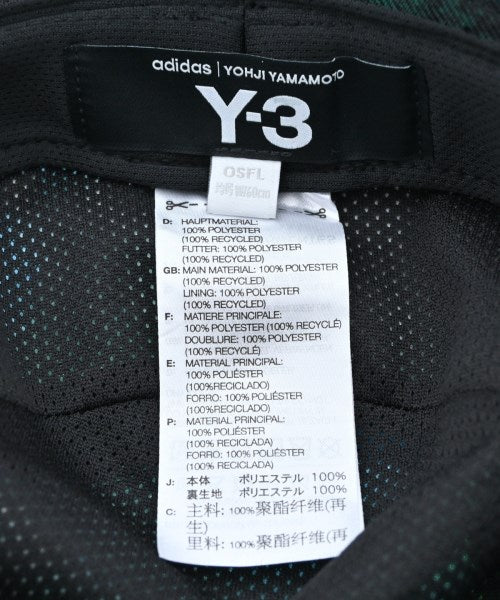 adidas | YOHJI YAMAMOTO
Y-3
OSFL
D: HAUPTMATERIAL:
100% POLYESTER
(100% RECYCLED)
FUTTER: 100% POLYESTER
(100% RECYCLED)
GB: MAIN MATERIAL: 100% POLYESTER
(100% RECYCLED)
LINING: 100% POLYESTER
(100% RECYCLED)
F: MATIERE PRINCIPALE:
100% POLYESTER (100% RECYCLÉ)
DOUBLURE: 100% POLYESTER
(100% RECYCLÉ)
E: MATERIAL PRINCIPAL:
100% POLIÉSTER
(100%RECICLADO)
FORRO: 100% POLIÉSTER
(100%RECICLADO)
P: MATERIAL PRINCIPAL:
100% POLIÉSTER
(100% RECICLADA)
FORRO: 100% POLIÉSTER
(100% RECICLADA)
J: 本体 ポリエステル 100%
裏生地 ポリエステル 100%
C: 主料: 100%聚酯纤维(再
生)
里料: 100%聚酯纤维(再